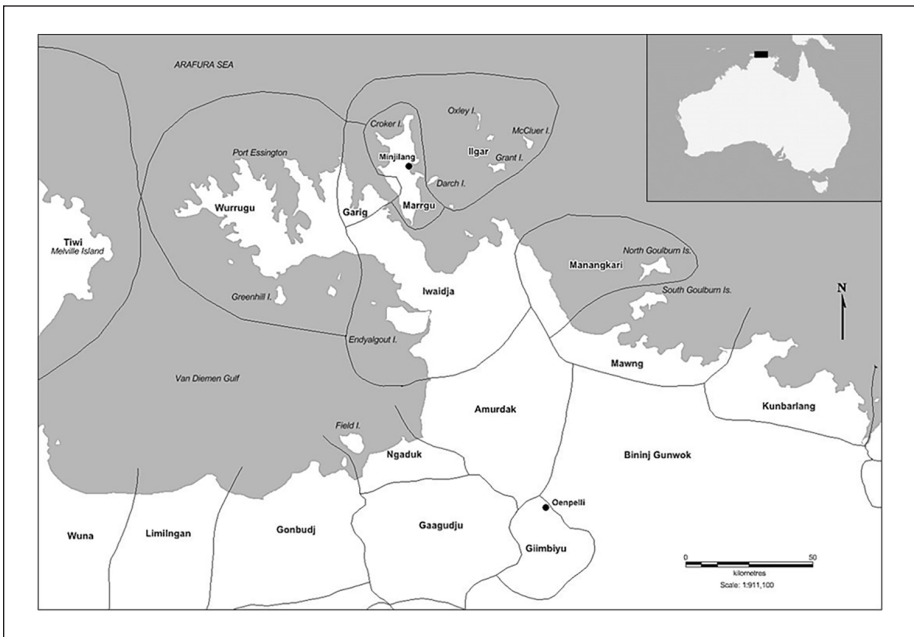 ARAFURA SEA
Oxley I.
Croker I.
McCluer I.
Port Essington
Ilgar
Minjilang
Grant I.
Darch I.
Wurrugu
Garig
Marrgu
Tiwi
Melville Island
North Goulburn Is.
Manangkari
Iwaidja
South Goulburn Is.
N
Greenhill I.
Endyalgout I.
Mawng
Van Diemen Gulf
Amurdak
Kunbarlang
Field I.
Ngaduk
Bininj Gunwok
Oenpelli
Wuna
Limilngan
Gonbudj
Gaagudju
Giimbiyu
0 50
kilometres
Scale: 1:911,100